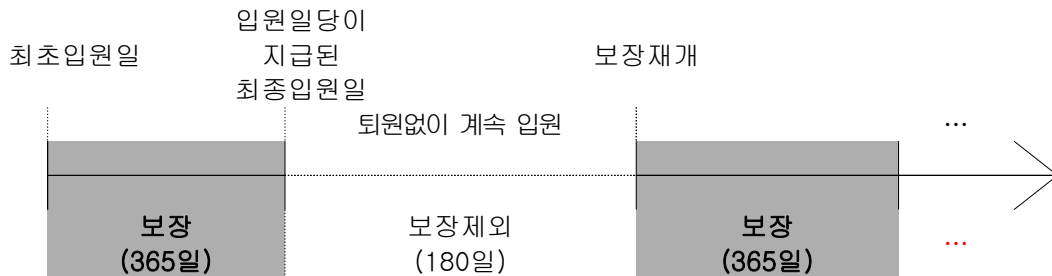 최초입원일
입원일당이
지급된
최종입원일
보장재개
퇴원없이 계속 입원
...
보장
(365일)
보장제외
(180일)
보장
(365일)
...